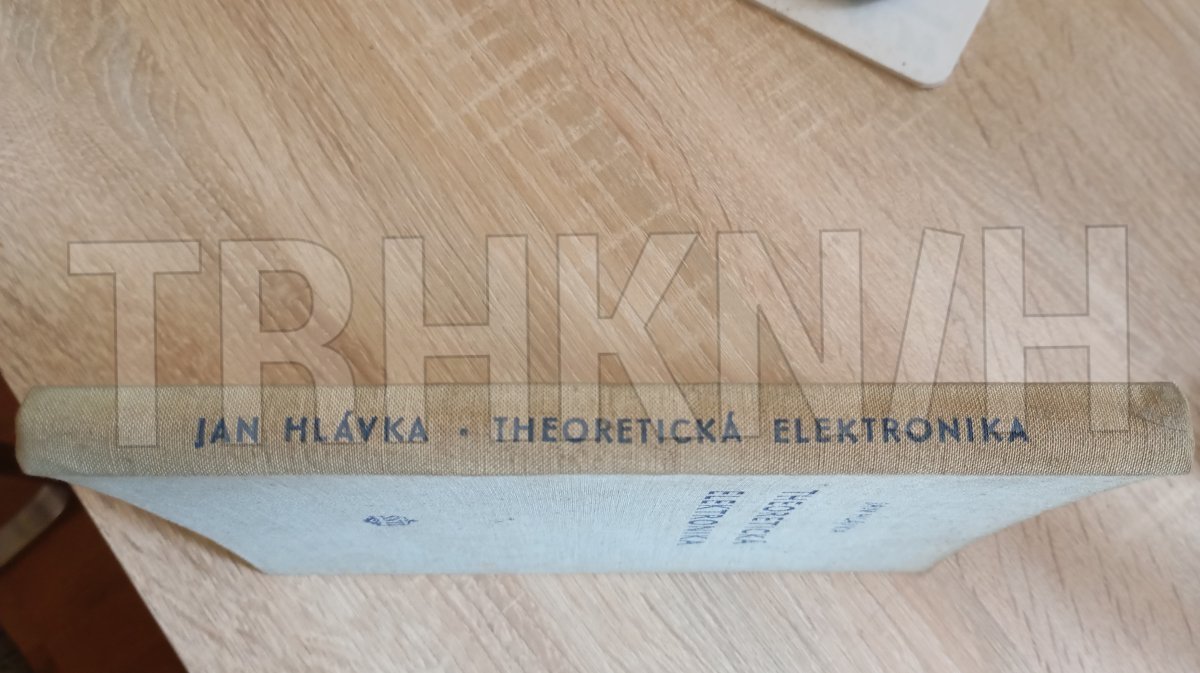 TRHKNIH
JAN HLÁVKA · THEORETICKÁ ELEKTRONIKA
THEORETICKÁ
ELEKTRONIKA